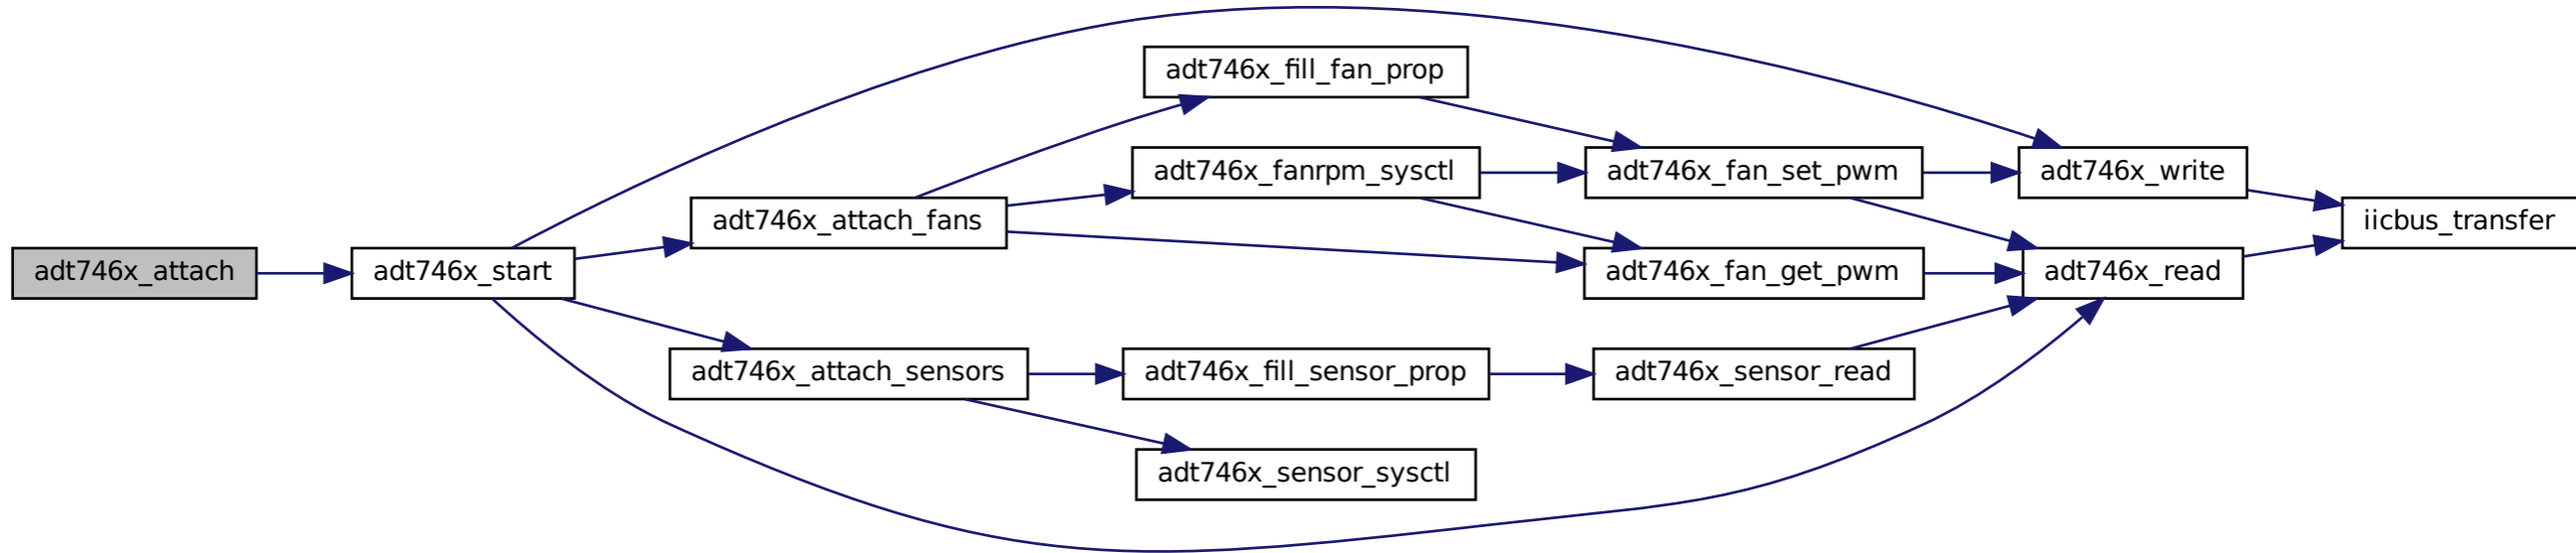 adt746x_attach
adt746x_start
adt746x_attach_fans
adt746x_attach_sensors
adt746x_fill_fan_prop
adt746x_fanrpm_sysctl
adt746x_fill_sensor_prop
adt746x_sensor_sysctl
adt746x_fan_set_pwm
adt746x_fan_get_pwm
adt746x_sensor_read
adt746x_write
adt746x_read
iicbus_transfer